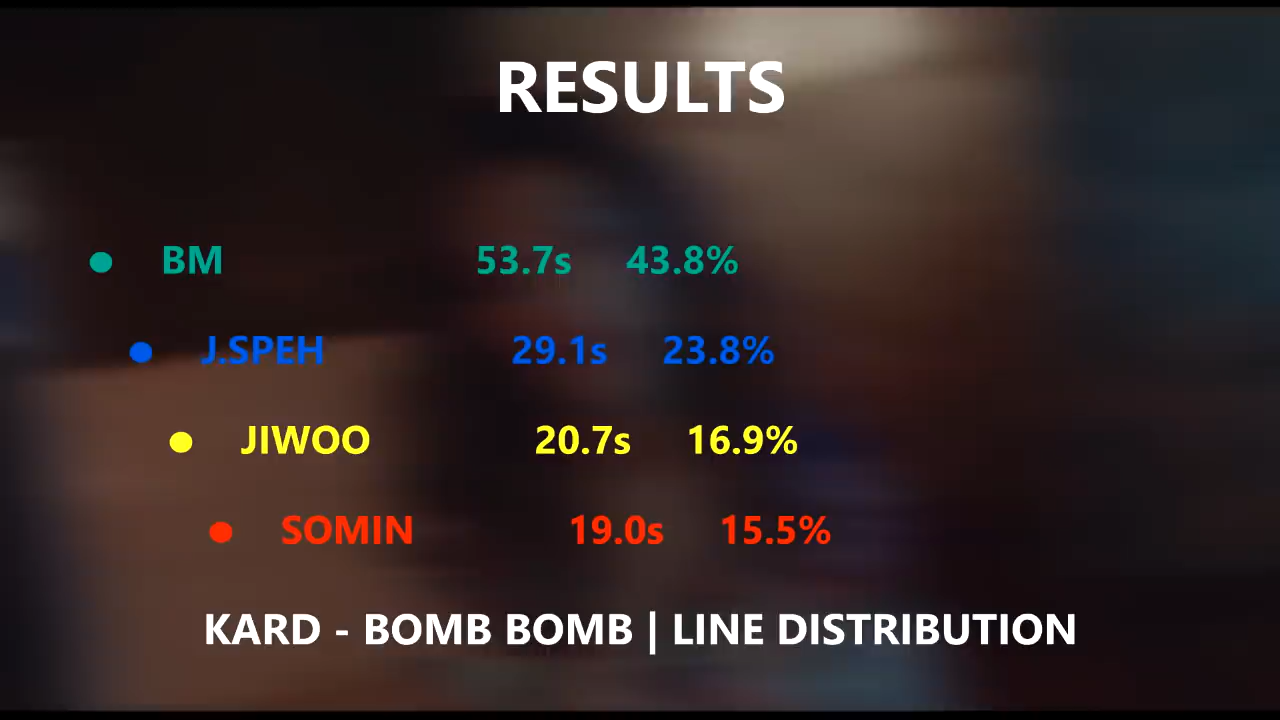 RESULTS
BM 53.7s 43.8%
J.SPEH 29.1s 23.8%
JIWOO 20.7s 16.9%
SOMIN 19.0s 15.5%
KARD - BOMB BOMB | LINE DISTRIBUTION